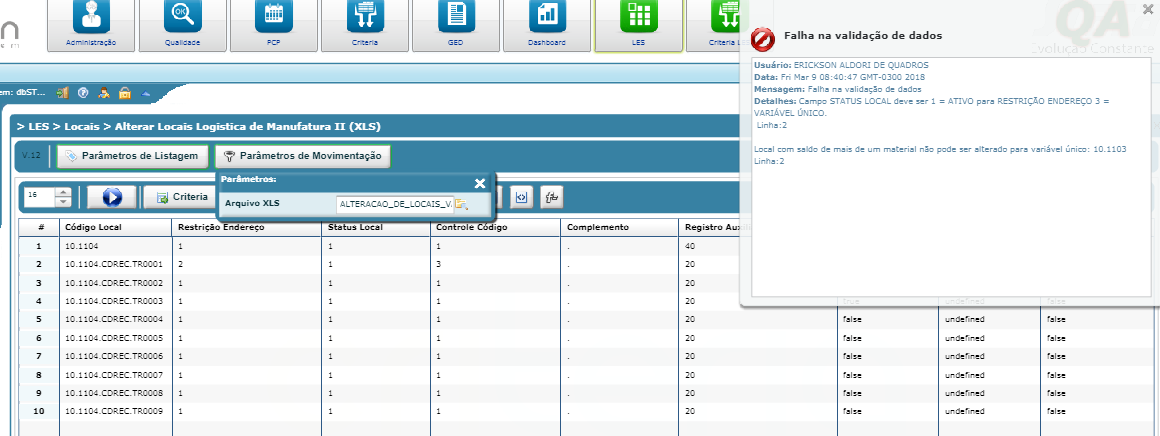 Administração
Qualidade
PCP
Criteria
GED
Dashboard
LES
QA
Evolução Constante
Falha na validação de dados
Usuário: ERICKSON ALDORI DE QUADROS
Data: Fri Mar 9 08:40:47 GMT-0300 2018
Mensagem: Falha na validação de dados
Detalhes: Campo STATUS LOCAL deve ser 1 = ATIVO para RESTRIÇÃO ENDEREÇO 3 =
VARIÁVEL ÚNICO.
Linha:2
Local com saldo de mais de um material não pode ser alterado para variável único: 10.1103
Linha:2
em: dbST...
> LES > Locais > Alterar Locais Logistica de Manufatura II (XLS)
V.12 Parâmetros de Listagem Parâmetros de Movimentação
Parâmetros:
Arquivo XLS ALTERACAO_DE_LOCAIS_V.
16 Criteria
# Código Local Restrição Endereço Status Local Controle Código Complemento Registro Auxili
1 10.1104 1 1 1 . 40
2 10.1104.CDREC.TR0001 2 1 3 . 20
3 10.1104.CDREC.TR0002 1 1 1 . 20
4 10.1104.CDREC.TR0003 1 1 1 . 20 true undefined false
5 10.1104.CDREC.TR0004 1 1 1 . 20 false undefined false
6 10.1104.CDREC.TR0005 1 1 1 . 20 false undefined false
7 10.1104.CDREC.TR0006 1 1 1 . 20 false undefined false
8 10.1104.CDREC.TR0007 1 1 1 . 20 false undefined false
9 10.1104.CDREC.TR0008 1 1 1 . 20 false undefined false
10 10.1104.CDREC.TR0009 1 1 1 . 20 false undefined false